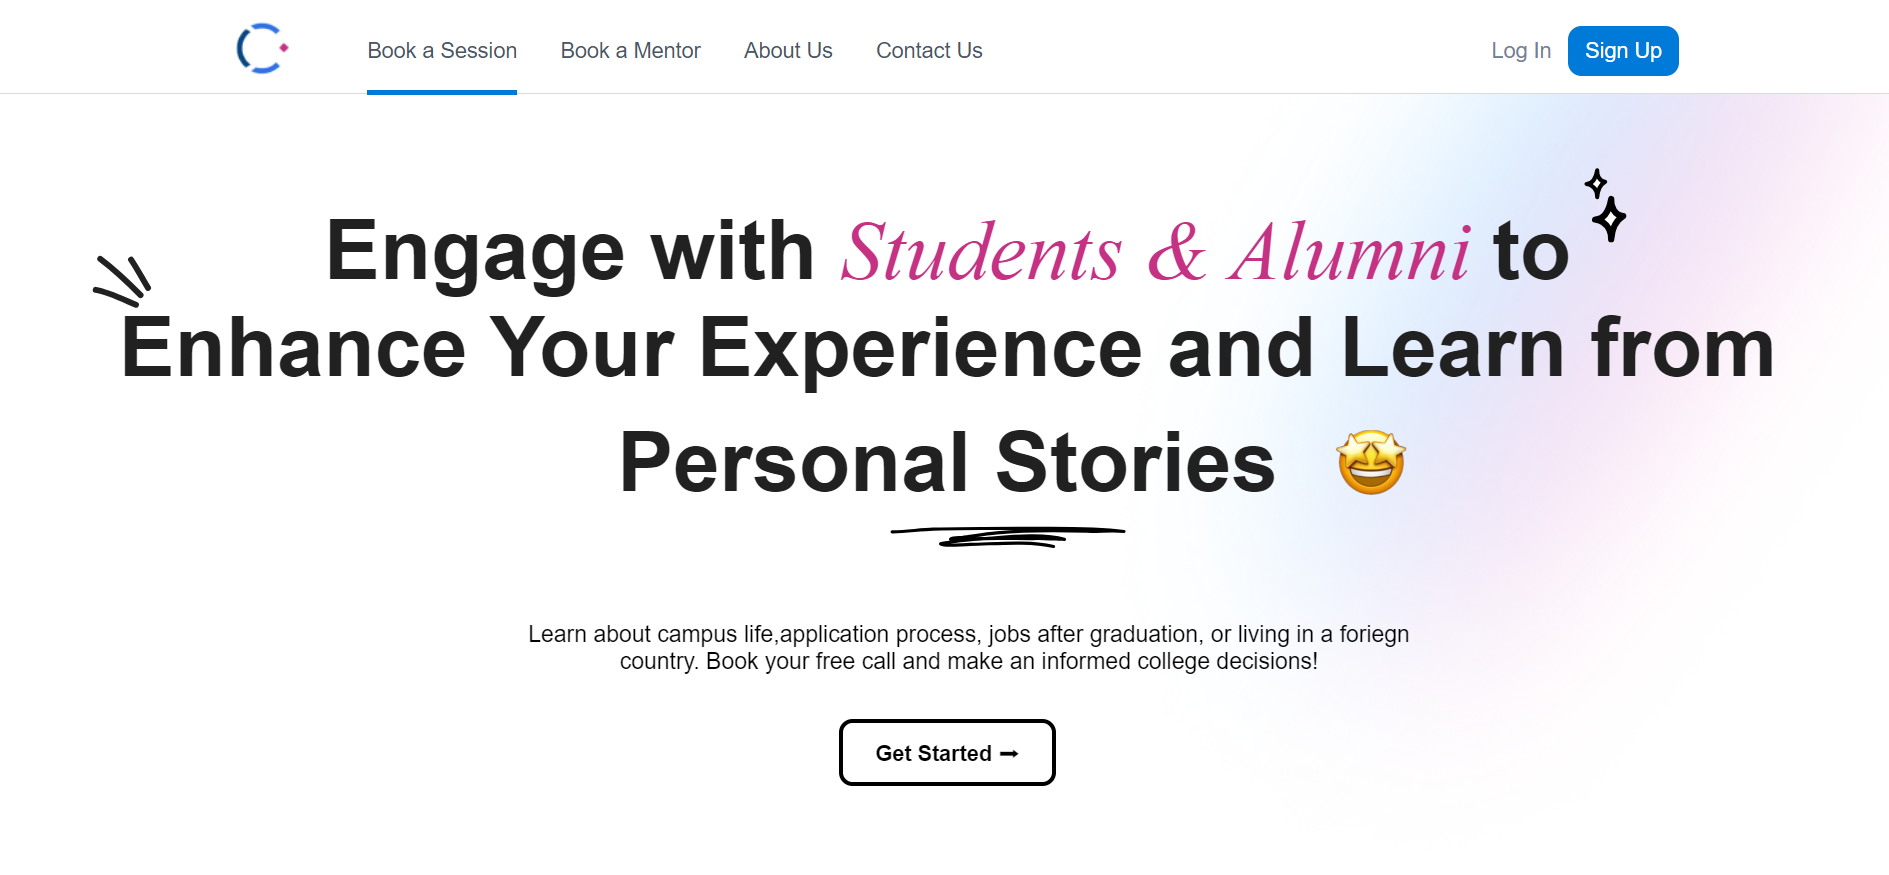 Book a Session
Book a Mentor
About Us
Contact Us
Log In
Sign Up
Engage with Students & Alumni to
Enhance Your Experience and Learn from
Personal Stories
Learn about campus life,application process, jobs after graduation, or living in a foriegn
country. Book your free call and make an informed college decisions!
Get Started